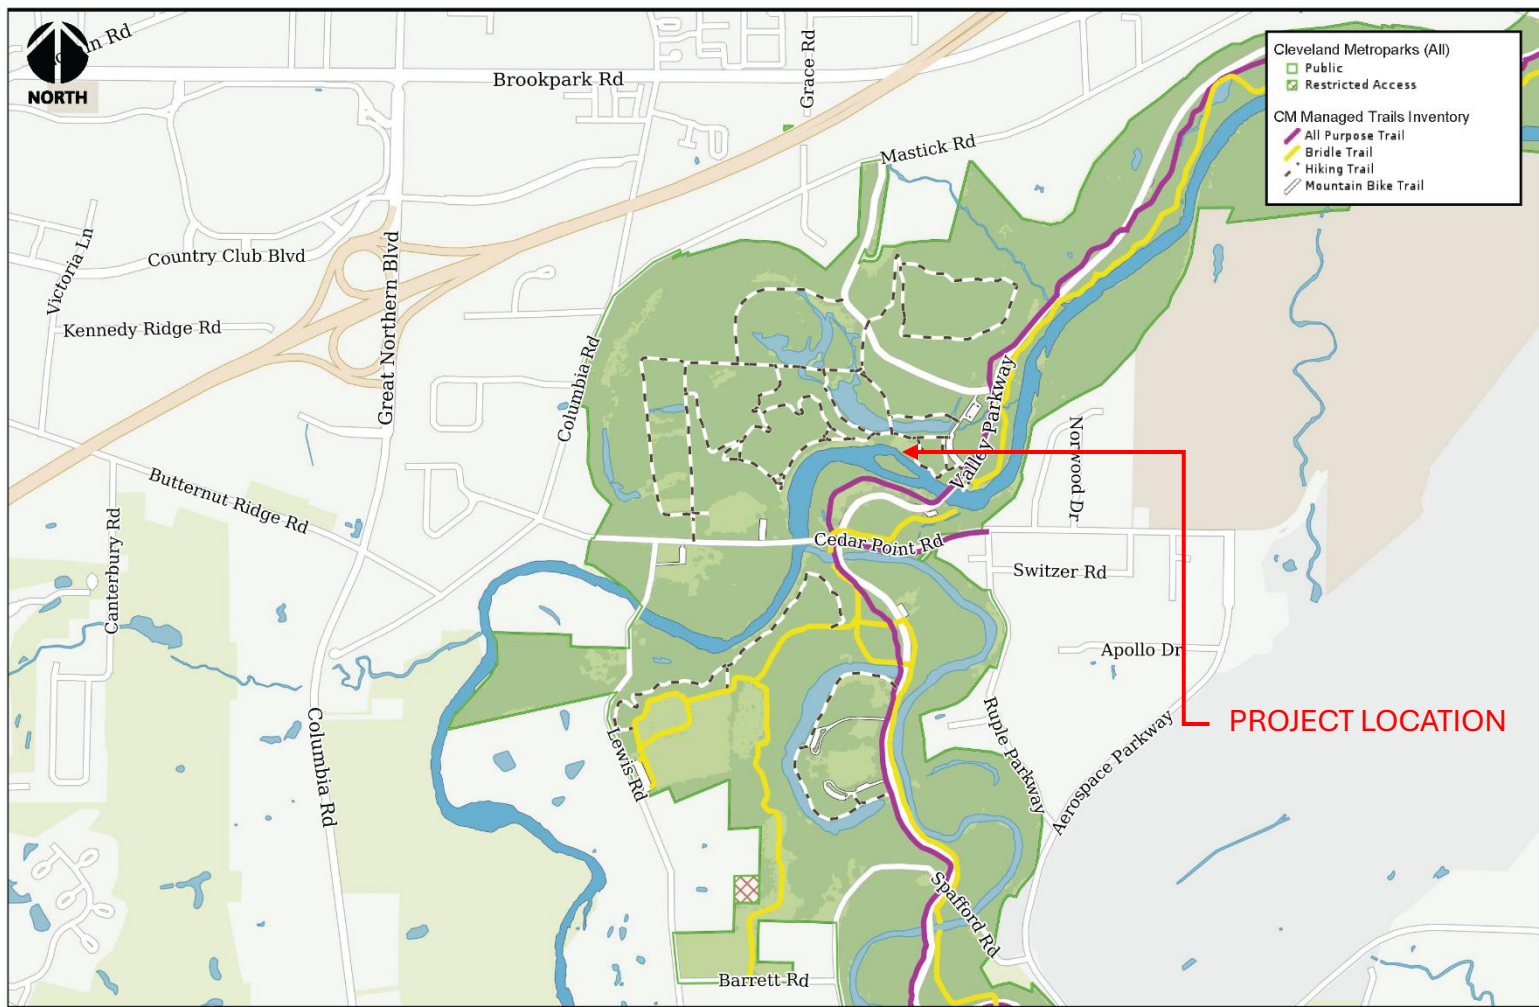 NORTH
Brookpark Rd
Grace Rd
Mastick Rd
Cleveland Metroparks (All)
Public
Restricted Access
CM Managed Trails Inventory
All Purpose Trail
Bridle Trail
Hiking Trail
Mountain Bike Trail
Victoria Ln
Country Club Blvd
Great Northern Blvd
Kennedy Ridge Rd
Columbia Rd
Valley Parkway
Norwood Dr
Butternut Ridge Rd
Canterbury Rd
Cedar Point Rd
Switzer Rd
Apollo Dr
Columbia Rd
Lewis Rd
Ruple Parkway
Aerospace Parkway
PROJECT LOCATION
Spafford Rd
Barrett Rd